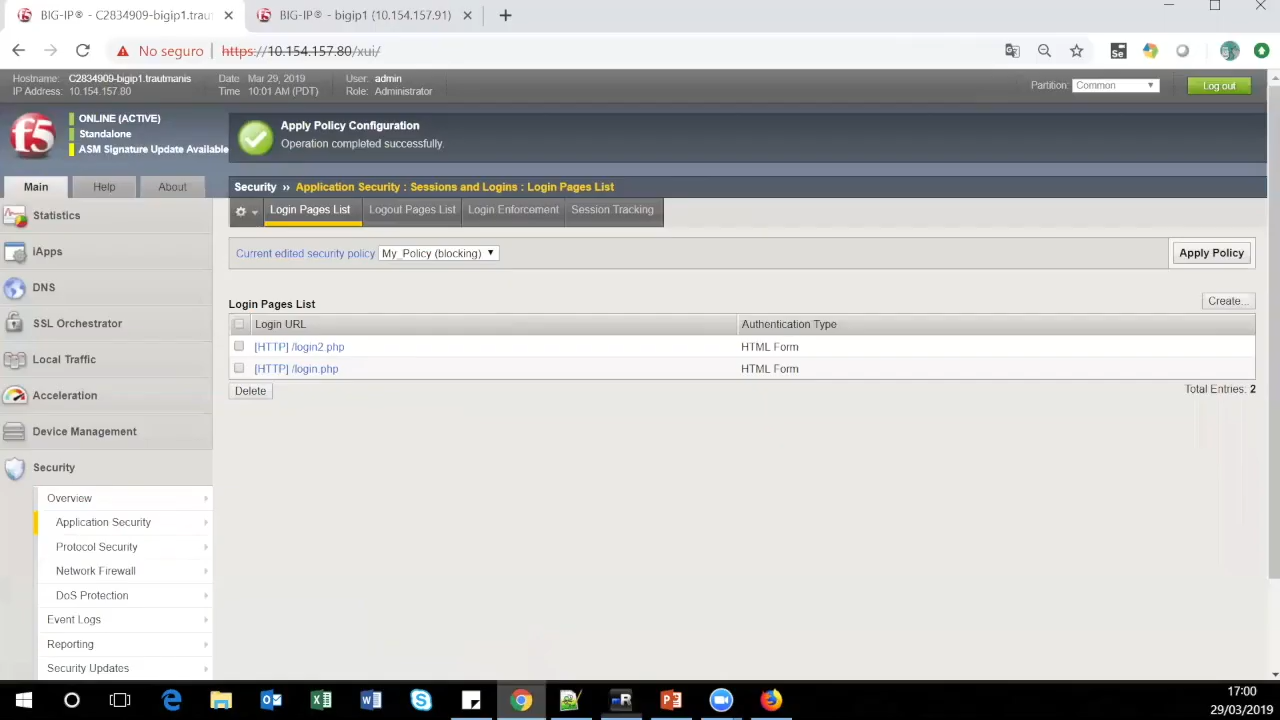 BIG-IP® - C2834909-bigip1.traut
BIG-IP® - bigip1 (10.154.157.91)
No seguro
https://10.154.157.80/xui/
Hostname: C2834909-bigip1.trautmanis
IP Address: 10.154.157.80
Date Mar 29, 2019
Time 10:01 AM (PDT)
User: admin
Role: Administrator
Partition: Common
Log out
f5
ONLINE (ACTIVE)
Standalone
ASM Signature Update Available
Apply Policy Configuration
Operation completed successfully.
Main
Help
About
Security ›› Application Security : Sessions and Logins : Login Pages List
Login Pages List
Logout Pages List
Login Enforcement
Session Tracking
Current edited security policy My_Policy (blocking)
Apply Policy
Login Pages List
Create...
Login URL
Authentication Type
[HTTP] /login2.php
HTML Form
[HTTP] /login.php
HTML Form
Delete
Total Entries: 2
Statistics
iApps
DNS
SSL Orchestrator
Local Traffic
Acceleration
Device Management
Security
Overview
Application Security
Protocol Security
Network Firewall
DoS Protection
Event Logs
Reporting
Security Updates
17:00
29/03/2019